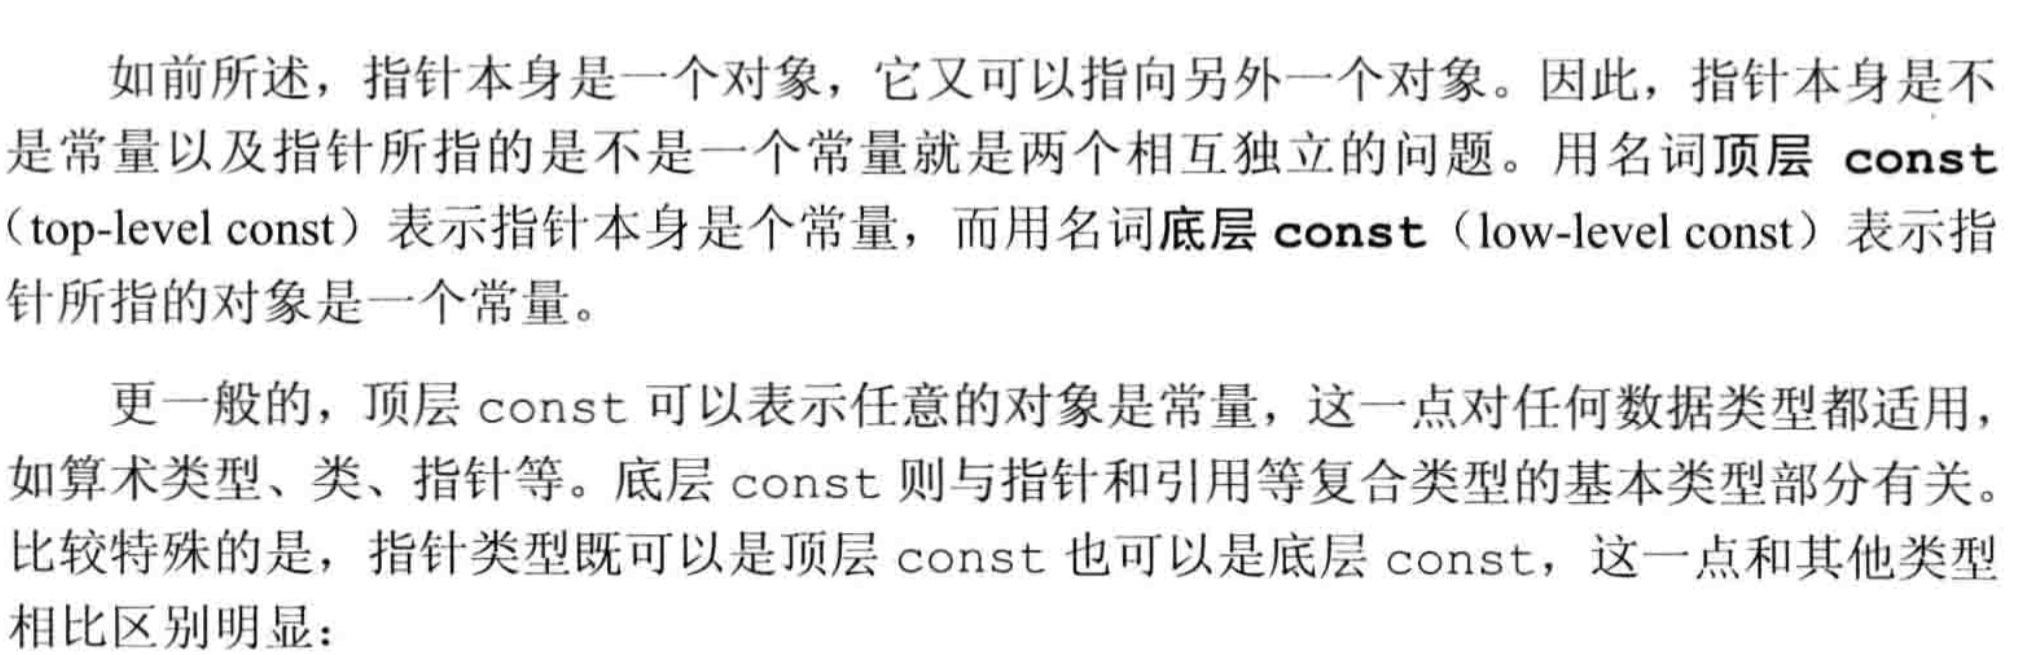 如前所述，指针本身是一个对象，它又可以指向另外一个对象。因此，指针本身是不
是常量以及指针所指的是不是一个常量就是两个相互独立的问题。用名词顶层 const
（top-level const）表示指针本身是个常量，而用名词底层 const（low-level const）表示指
针所指的对象是一个常量。
更一般的，顶层 const 可以表示任意的对象是常量，这一点对任何数据类型都适用，
如算术类型、类、指针等。底层 const 则与指针和引用等复合类型的基本类型部分有关。
比较特殊的是，指针类型既可以是顶层 const 也可以是底层 const，这一点和其他类型
相比区别明显：